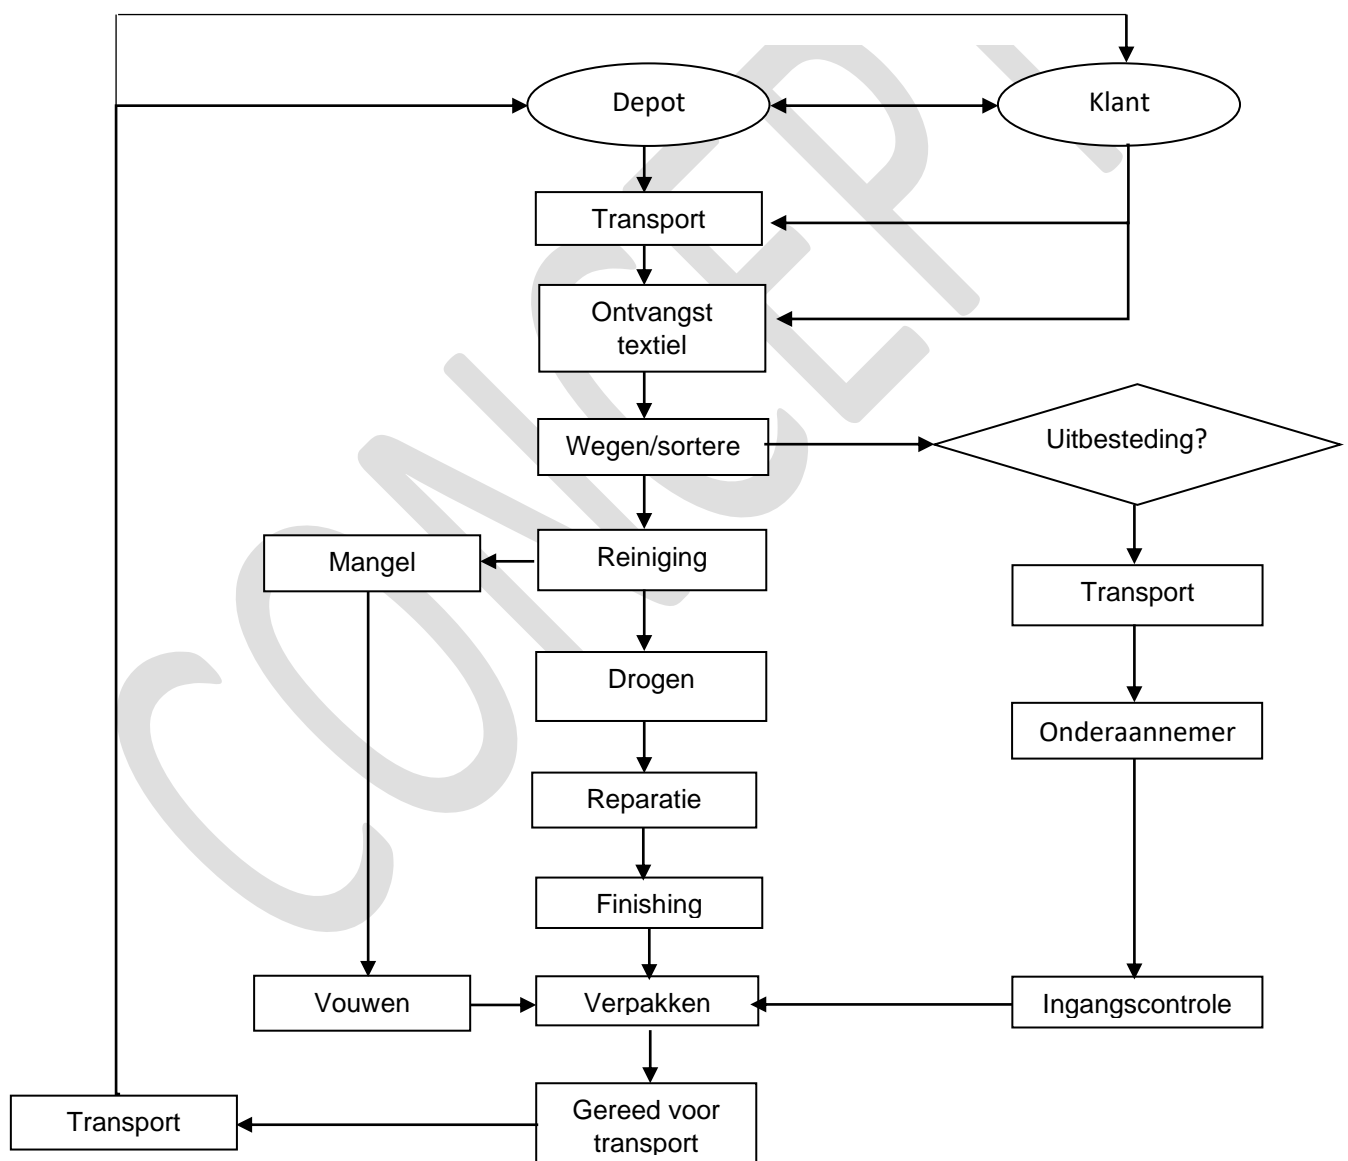 Depot
Klant
Transport
Ontvangst
textiel
Wegen/sortere
Uitbesteding?
Mangel
Reiniging
Transport
Drogen
Onderaannemer
Reparatie
Finishing
Vouwen
Verpakken
Ingangscontrole
Transport
Gereed voor
transport
CONCEPT